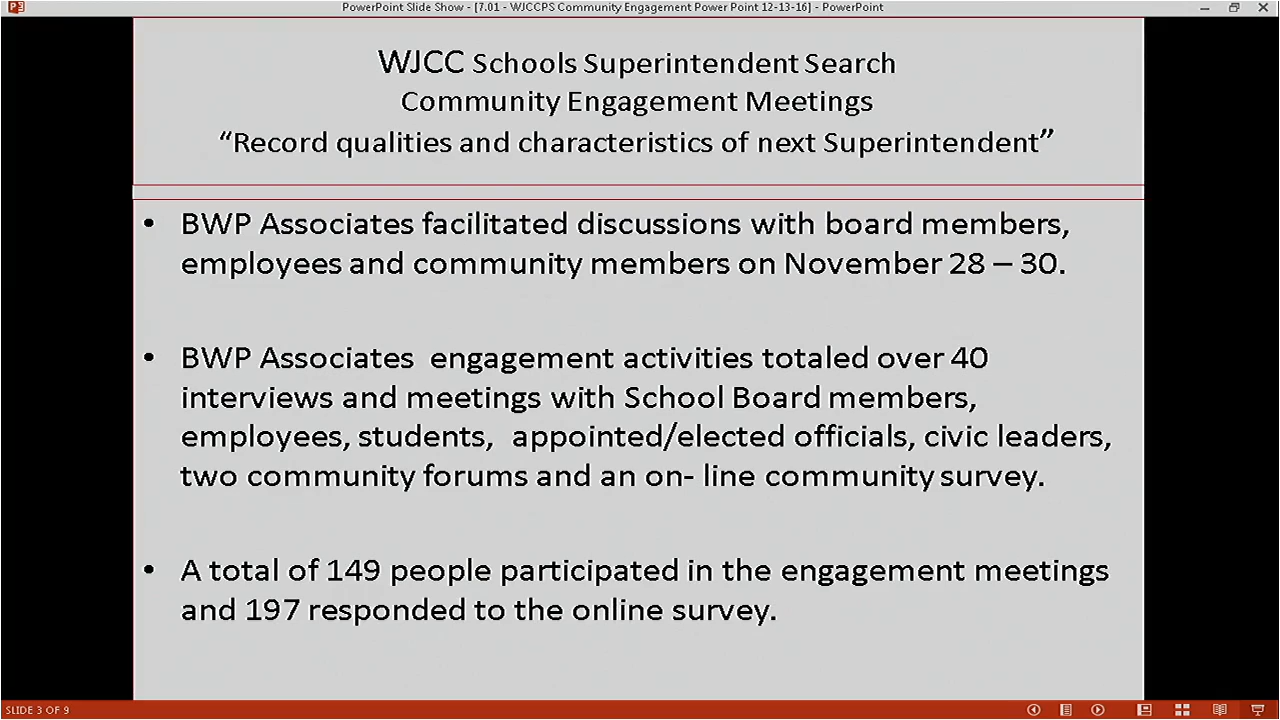 PowerPoint Slide Show - [7.01 - WJCCPS Community Engagement Power Point 12-13-16] - PowerPoint
WJCC Schools Superintendent Search
Community Engagement Meetings
“Record qualities and characteristics of next Superintendent”
• BWP Associates facilitated discussions with board members,
employees and community members on November 28 – 30.
• BWP Associates  engagement activities totaled over 40
interviews and meetings with School Board members,
employees, students,  appointed/elected officials, civic leaders,
two community forums and an on- line community survey.
• A total of 149 people participated in the engagement meetings
and 197 responded to the online survey.
SLIDE 3 OF 9